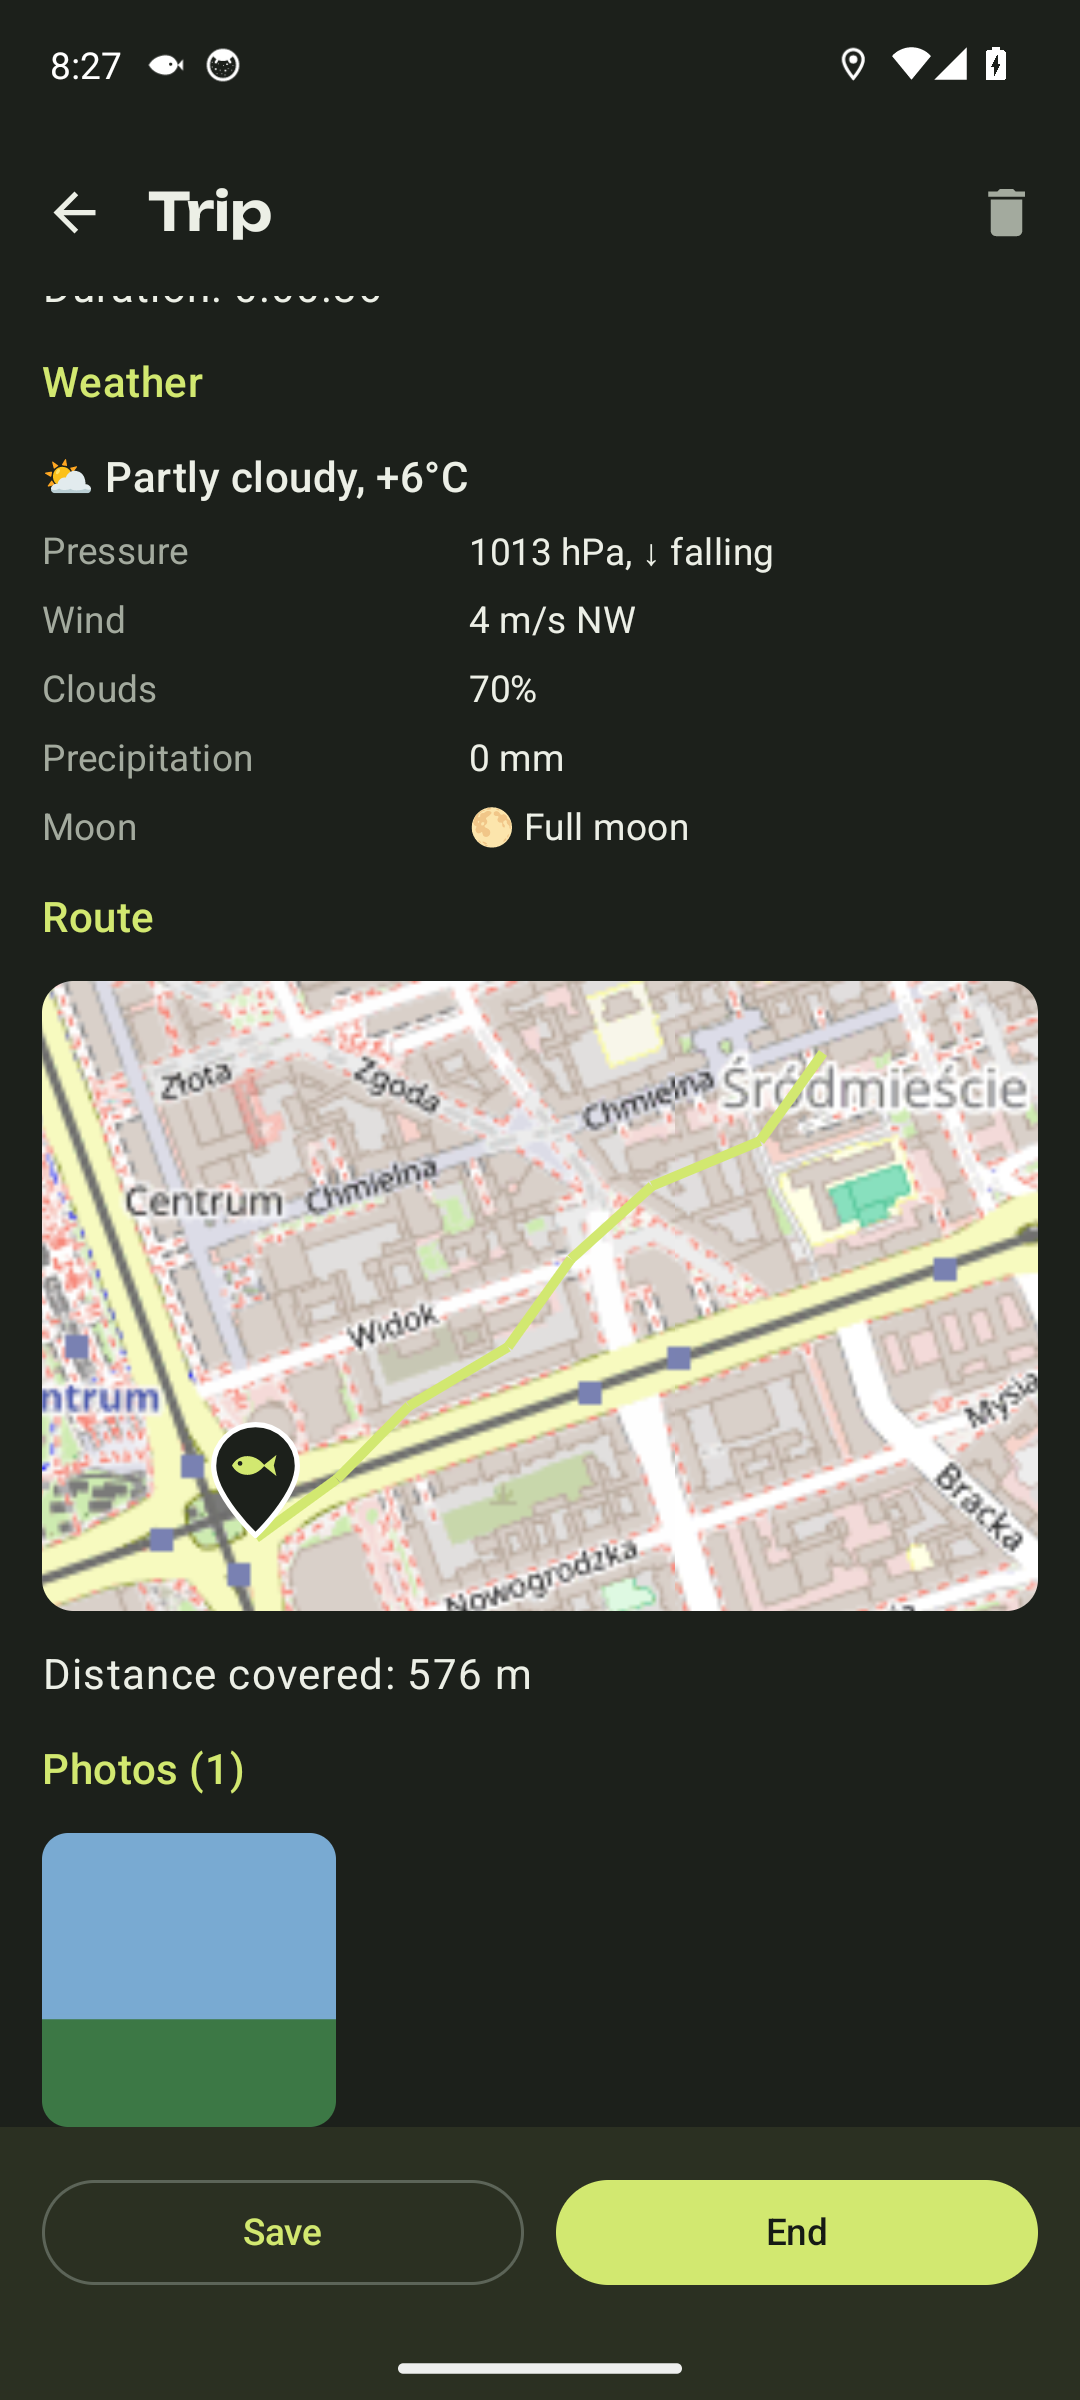 8:27
Trip
Weather
⛅ Partly cloudy, +6°C
Pressure 1013 hPa, ↓ falling
Wind 4 m/s NW
Clouds 70%
Precipitation 0 mm
Moon 🌕 Full moon
Route
Złota
Zgoda
Chmielna
Śródmieście
Chmielna
Centrum
Widok
ntrum
Mysia
Bracka
Nowogrodzka
Distance covered: 576 m
Photos (1)
Save
End